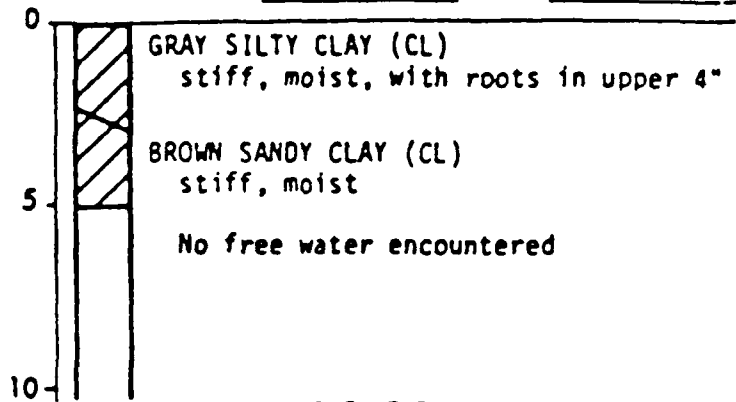 0
GRAY SILTY CLAY (CL)
stiff, moist, with roots in upper 4"
BROWN SANDY CLAY (CL)
stiff, moist
5
No free water encountered
10